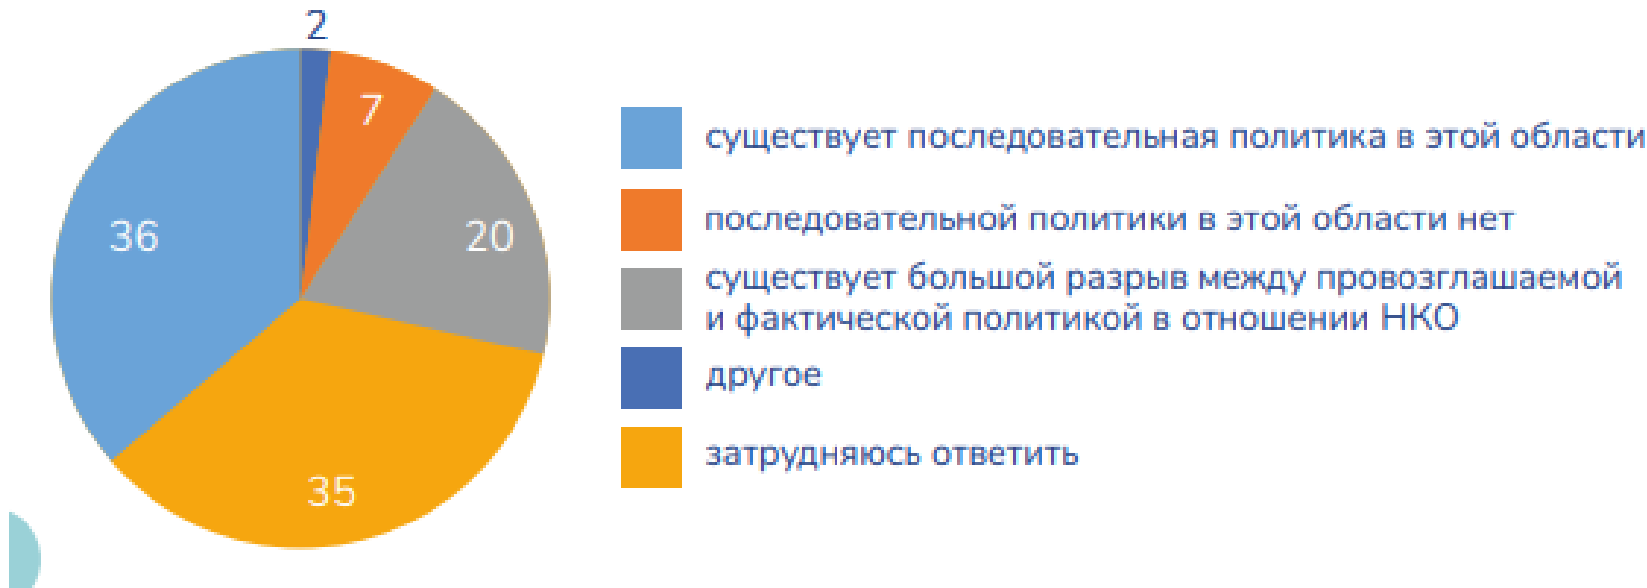 2
7
36
20
35
существует последовательная политика в этой области
последовательной политики в этой области нет
существует большой разрыв между провозглашаемой
и фактической политикой в отношении НКО
другое
затрудняюсь ответить